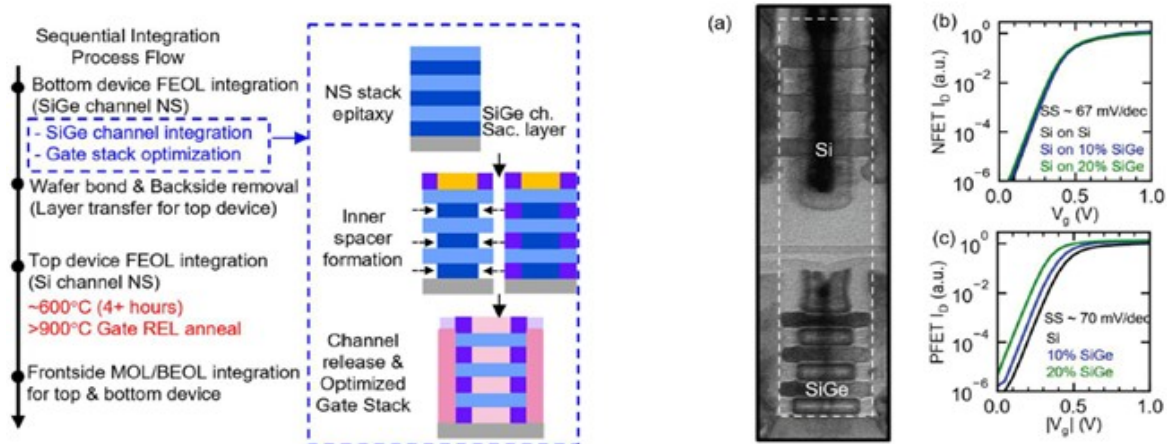 Sequential Integration
Process Flow
Bottom device FEOL integration
(SiGe channel NS)
- SiGe channel integration
- Gate stack optimization
Wafer bond & Backside removal
(Layer transfer for top device)
Top device FEOL integration
(Si channel NS)
~600°C (4+ hours)
>900°C Gate REL anneal
Frontside MOL/BEOL integration
for top & bottom device
NS stack
epitaxy
SiGe ch.
Sac. layer
Inner
spacer
formation
Channel
release &
Optimized
Gate Stack
(a)
Si
SiGe
(b)
NFET I_D (a.u.)
10^0
10^-2
10^-4
10^-6
SS ~ 67 mV/dec
Si on Si
Si on 10% SiGe
Si on 20% SiGe
0.0 0.5 1.0
V_g (V)
(c)
PFET I_D (a.u.)
10^0
10^-2
10^-4
10^-6
SS ~ 70 mV/dec
Si
10% SiGe
20% SiGe
0.0 0.5 1.0
|V_g| (V)